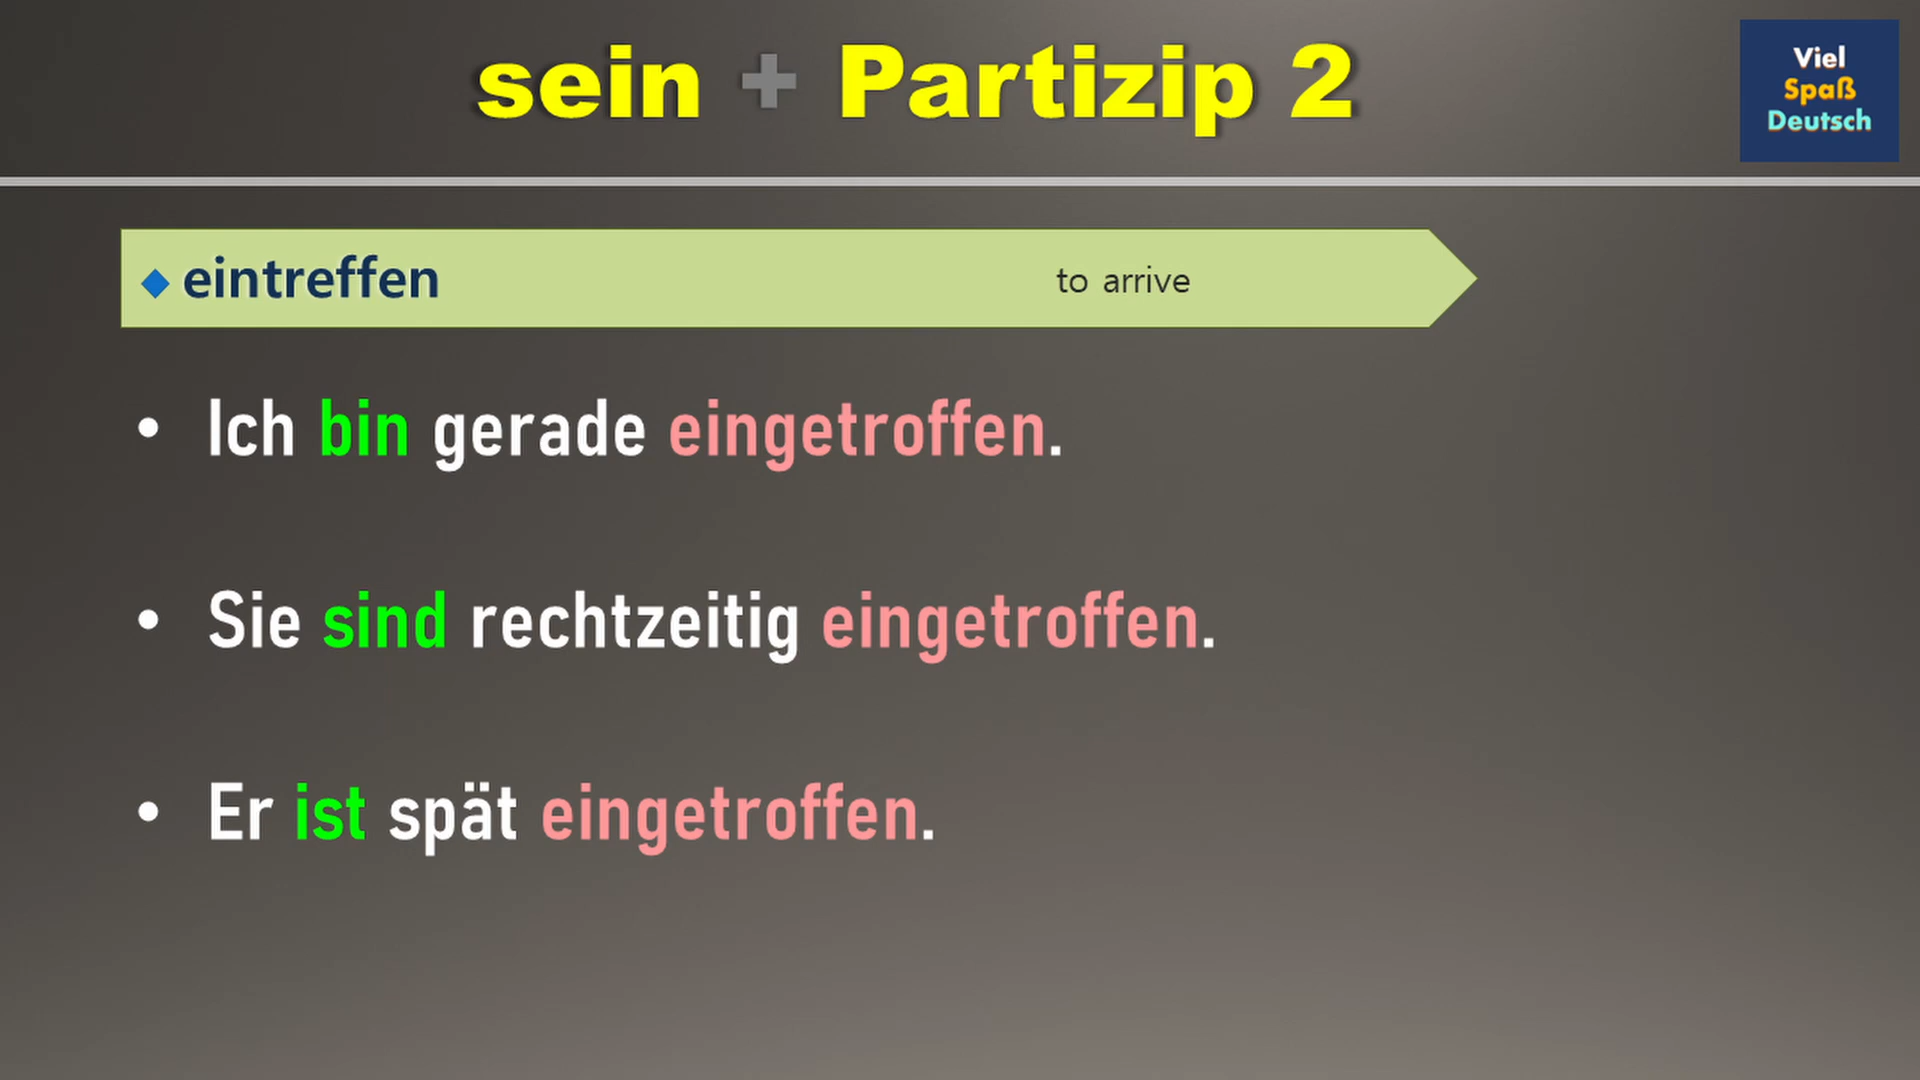 sein + Partizip 2
Viel
Spaß
Deutsch
eintreffen to arrive
• Ich bin gerade eingetroffen.
• Sie sind rechtzeitig eingetroffen.
• Er ist spät eingetroffen.